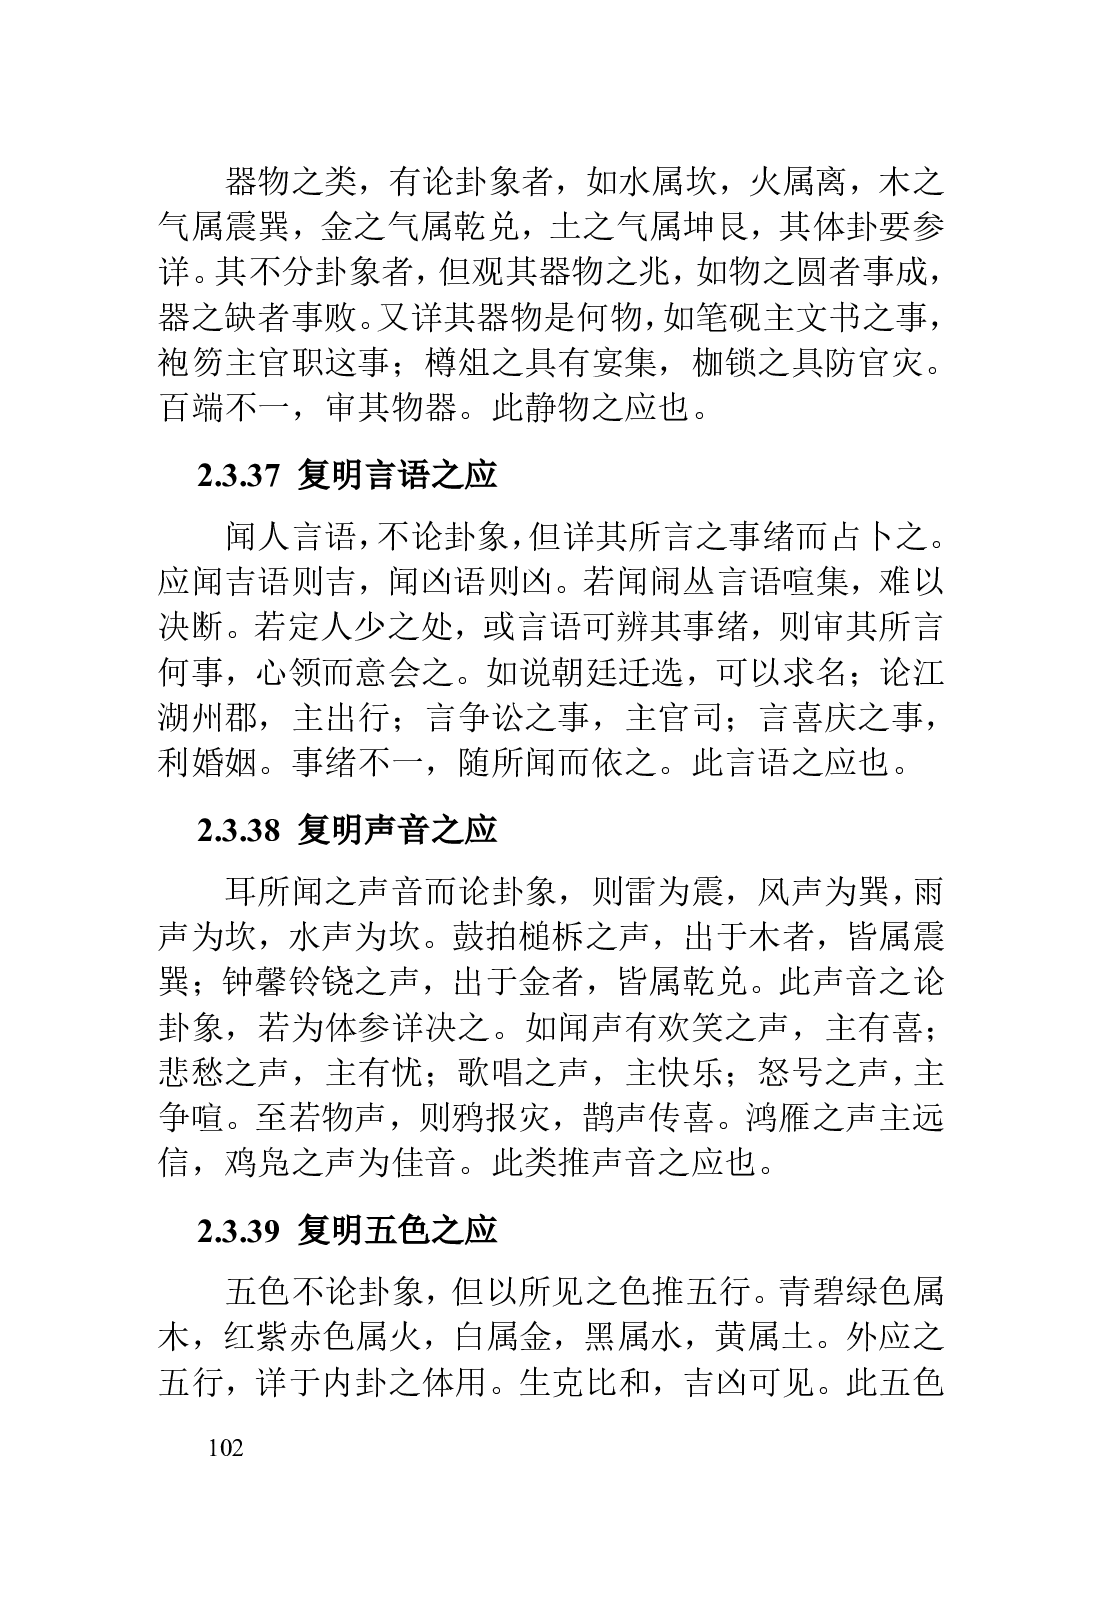 器物之类，有论卦象者，如水属坎，火属离，木之
气属震巽，金之气属乾兑，土之气属坤艮，其体卦要参
详。其不分卦象者，但观其器物之兆，如物之圆者事成，
器之缺者事败。又详其器物是何物，如笔砚主文书之事，
袍笏主官职这事；樽俎之具有宴集，枷锁之具防官灾。
百端不一，审其物器。此静物之应也。
2.3.37 复明言语之应
闻人言语，不论卦象，但详其所言之事绪而占卜之。
应闻吉语则吉，闻凶语则凶。若闻闹丛言语喧集，难以
决断。若定人少之处，或言语可辨其事绪，则审其所言
何事，心领而意会之。如说朝廷迁选，可以求名；论江
湖州郡，主出行；言争讼之事，主官司；言喜庆之事，
利婚姻。事绪不一，随所闻而依之。此言语之应也。
2.3.38 复明声音之应
耳所闻之声音而论卦象，则雷为震，风声为巽，雨
声为坎，水声为坎。鼓拍槌柝之声，出于木者，皆属震
巽；钟馨铃铙之声，出于金者，皆属乾兑。此声音之论
卦象，若为体参详决之。如闻声有欢笑之声，主有喜；
悲愁之声，主有忧；歌唱之声，主快乐；怒号之声，主
争喧。至若物声，则鸦报灾，鹊声传喜。鸿雁之声主远
信，鸡凫之声为佳音。此类推声音之应也。
2.3.39 复明五色之应
五色不论卦象，但以所见之色推五行。青碧绿色属
木，红紫赤色属火，白属金，黑属水，黄属土。外应之
五行，详于内卦之体用。生克比和，吉凶可见。此五色
102